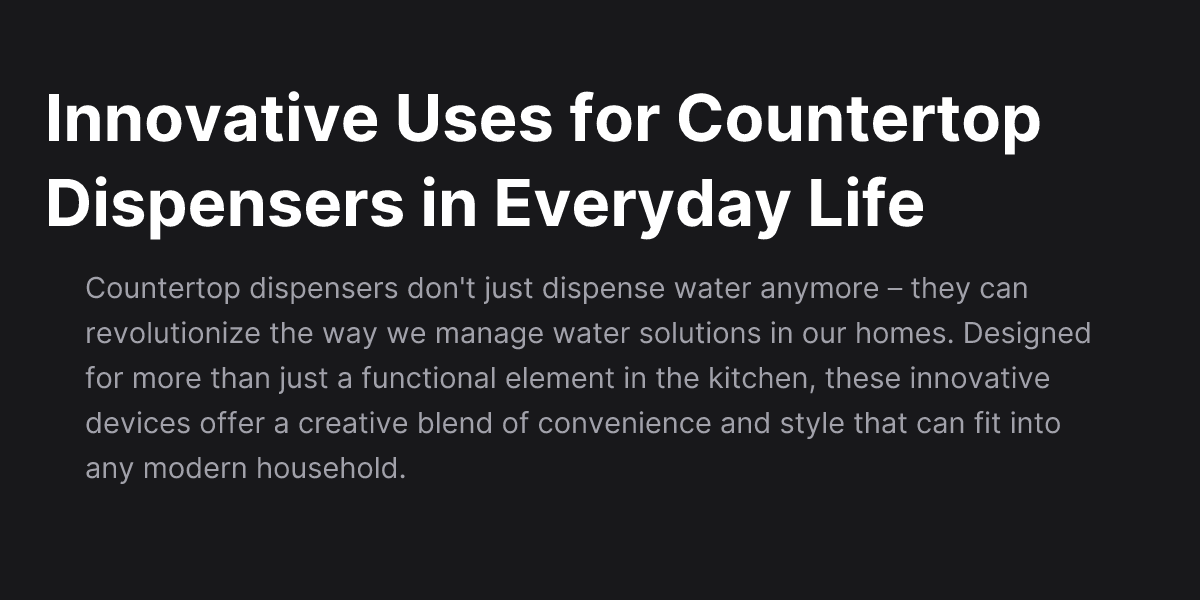 Innovative Uses for Countertop
Dispensers in Everyday Life
Countertop dispensers don't just dispense water anymore – they can
revolutionize the way we manage water solutions in our homes. Designed
for more than just a functional element in the kitchen, these innovative
devices offer a creative blend of convenience and style that can fit into
any modern household.